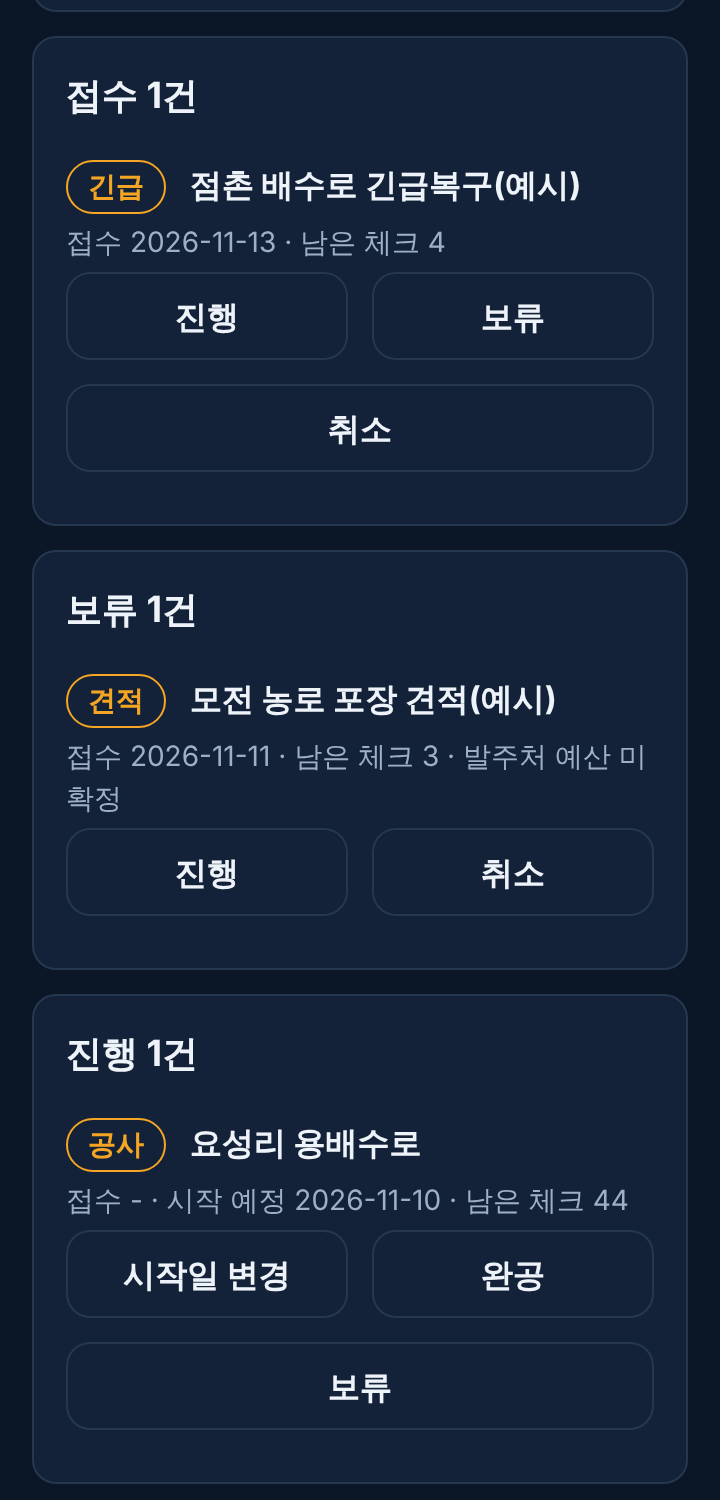 접수 1건
긴급 점촌 배수로 긴급복구(예시)
접수 2026-11-13 · 남은 체크 4
진행 보류
취소
보류 1건
견적 모전 농로 포장 견적(예시)
접수 2026-11-11 · 남은 체크 3 · 발주처 예산 미
확정
진행 취소
진행 1건
공사 요성리 용배수로
접수 - · 시작 예정 2026-11-10 · 남은 체크 44
시작일 변경 완공
보류